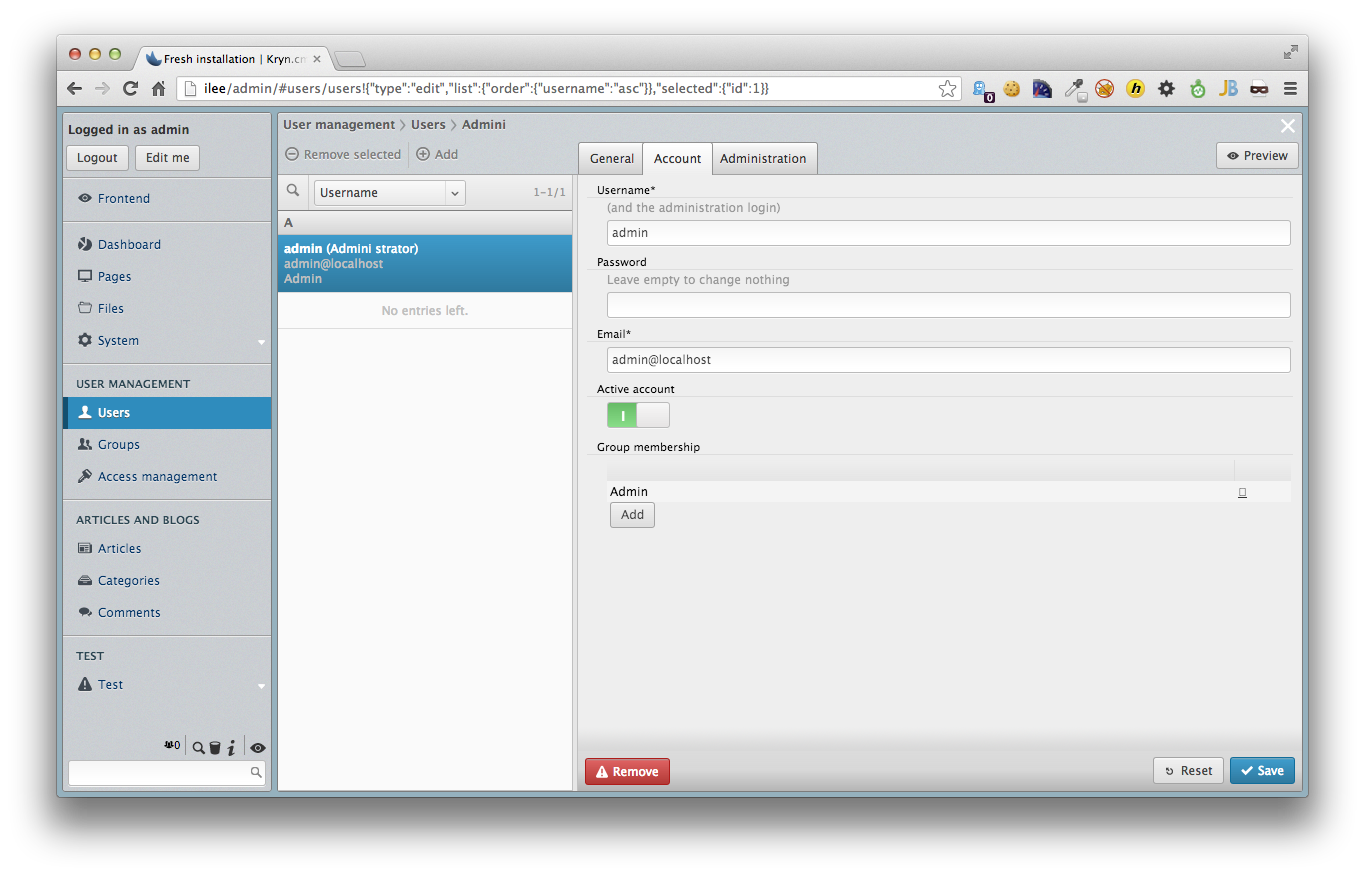 Fresh installation | Kryn.cn
ilee/admin/#users/users!{"type":"edit","list":{"order":{"username":"asc"}},"selected":{"id":1}}
0
h
JB
Logged in as admin
Logout
Edit me
Frontend
Dashboard
Pages
Files
System
USER MANAGEMENT
Users
Groups
Access management
ARTICLES AND BLOGS
Articles
Categories
Comments
TEST
Test
0
User management > Users > Admini
Remove selected
Add
Username
1-1/1
A
admin (Admini strator)
admin@localhost
Admin
No entries left.
General
Account
Administration
Preview
Username*
(and the administration login)
admin
Password
Leave empty to change nothing
Email*
admin@localhost
Active account
I
Group membership
Admin
Add
Remove
Reset
Save